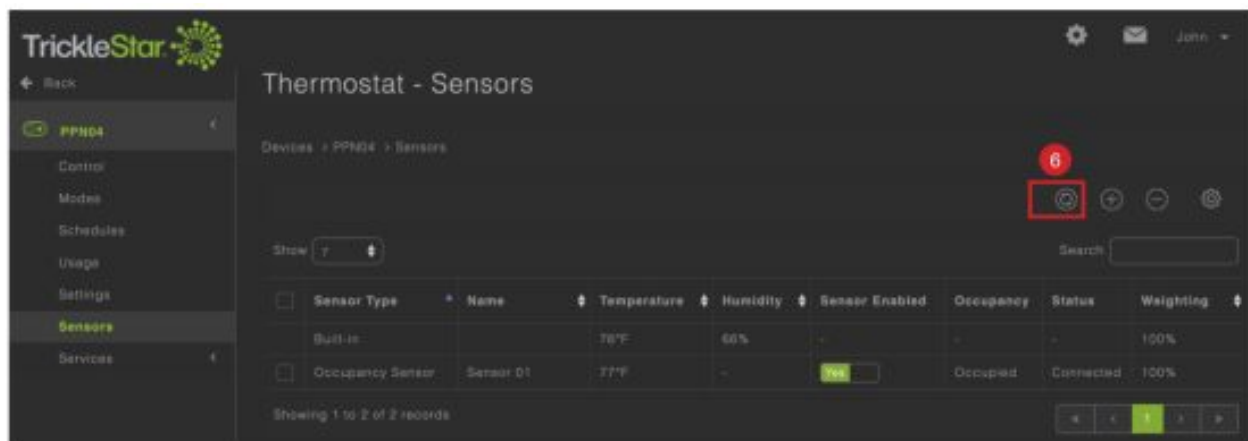 TrickleStar
John
Back
Thermostat - Sensors
PPN04
Devices > PPN04 > Sensors
6
Control
Modes
Schedules
Show 7
Search
Usage
Settings
Sensor Type Name Temperature Humidity Sensor Enabled Occupancy Status Weighting
Sensors
Built-in 78°F 66% - - - 100%
Services
Occupancy Sensor Sensor 01 77°F - Yes Occupied Connected 100%
Showing 1 to 2 of 2 records
« < 1 > »